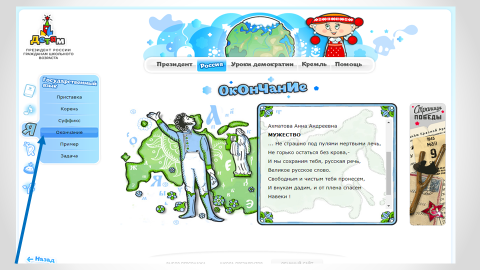 Детям
ПРЕЗИДЕНТ РОССИИ
ГРАЖДАНАМ ШКОЛЬНОГО
ВОЗРАСТА
Президент Россия Уроки демократии Кремль Помощь
Государственный язык
Приставка
Корень
Суффикс
Окончание
Пример
Задачи
Я
ОКОНЧАНИЕ
Ахматова Анна Андреевна
МУЖЕСТВО
... Не страшно под пулями мертвыми лечь,
Не горько остаться без крова,-
И мы сохраним тебя, русская речь,
Великое русское слово.
Свободным и чистым тебя пронесем,
И внукам дадим, и от плена спасем
Навеки !
Страницы
ПОБЕДЫ
МАЯ
9
Назад